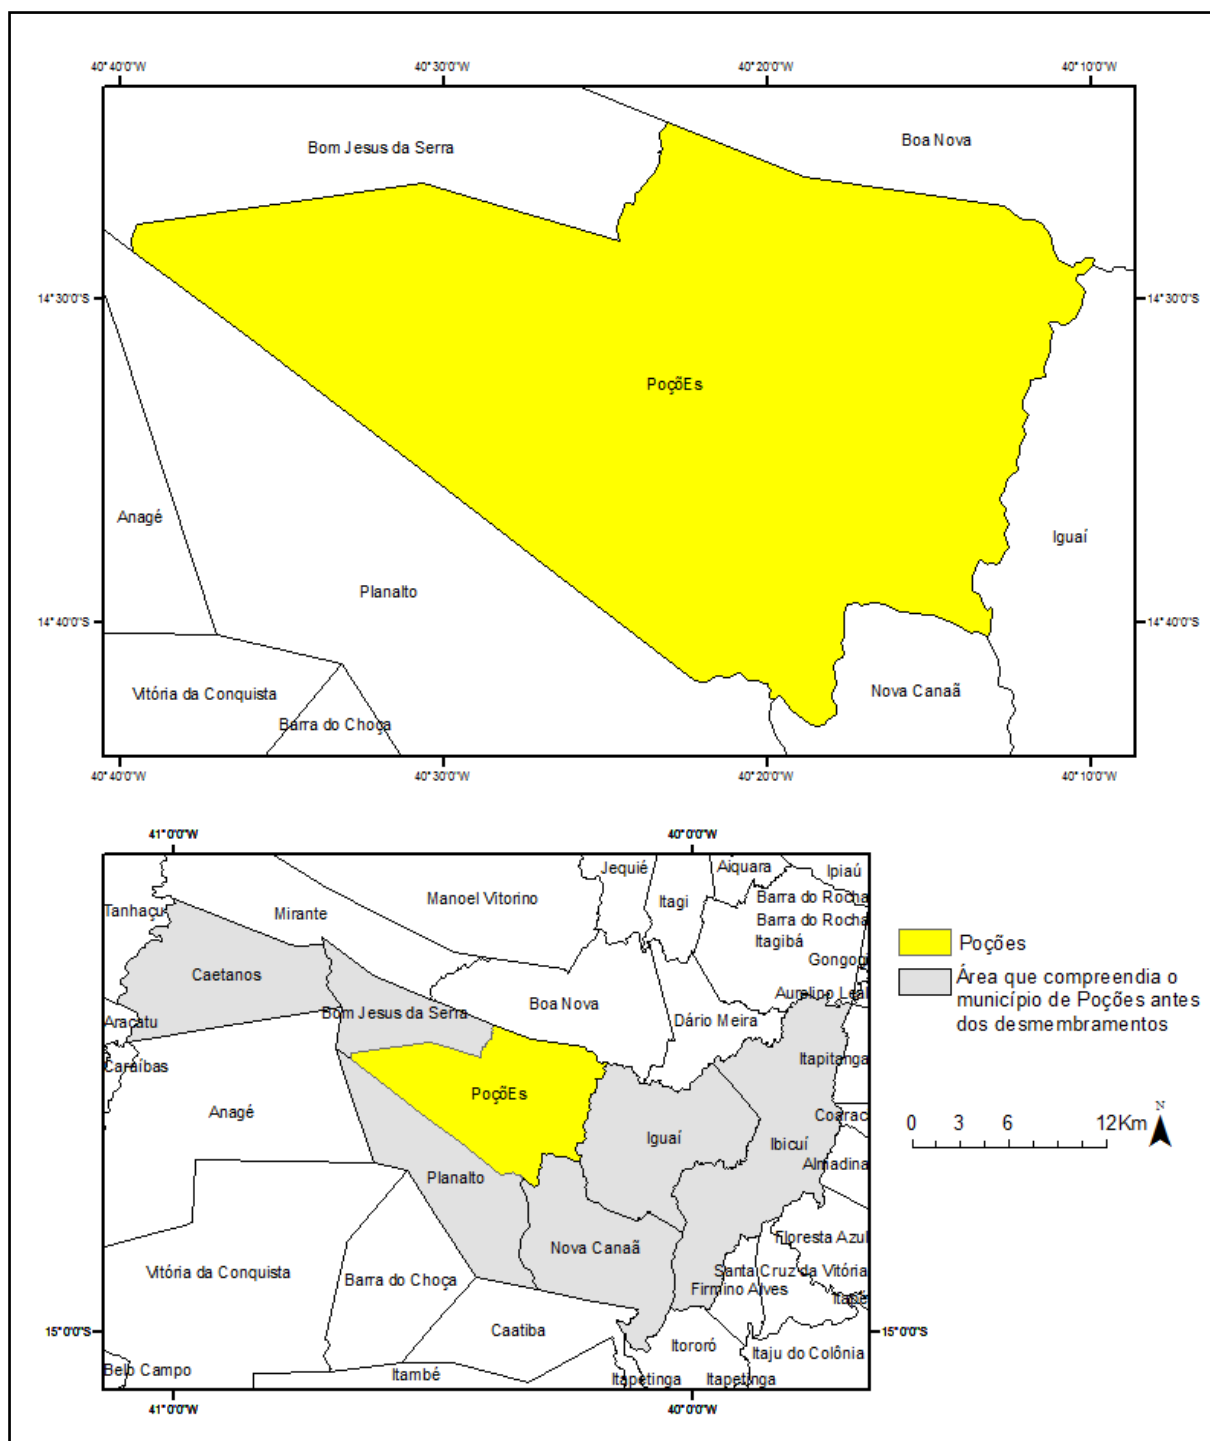 40°40'0"W 40°30'0"W 40°20'0"W 40°10'0"W
Boa Nova
Bom Jesus da Serra
14°30'0"S 14°30'0"S
PoçõEs
Anagé
Iguaí
Planalto
14°40'0"S 14°40'0"S
Vitória da Conquista
Nova Canaã
Barra do Choça
40°40'0"W 40°30'0"W 40°20'0"W 40°10'0"W
41°0'0"W 40°0'0"W
Jequié
Aiquara
Ipiaú
Manoel Vitorino
Itagi
Barra do Rocha
Tanhaçu
Mirante
Barra do Rocha
Itagibá
Gongogi
Caetanos
Aurelino Leal
Boa Nova
Bom Jesus da Serra
Dário Meira
Aracatu
Itapitanga
Caraíbas
PoçõEs
Anagé
Coarac
Iguaí
Ibicuí
Almadina
Planalto
Floresta Azul
Nova Canaã
Vitória da Conquista
Barra do Choça
Santa Cruz da Vitória
Firmino Alves
Itapé
Caatiba
15°0'0"S 15°0'0"S
Itororó
Itaju do Colônia
Belo Campo
Itambé
Itapetinga
Itapetinga
41°0'0"W 40°0'0"W
Poções
Área que compreendia o
município de Poções antes
dos desmembramentos
N
0 3 6 12Km